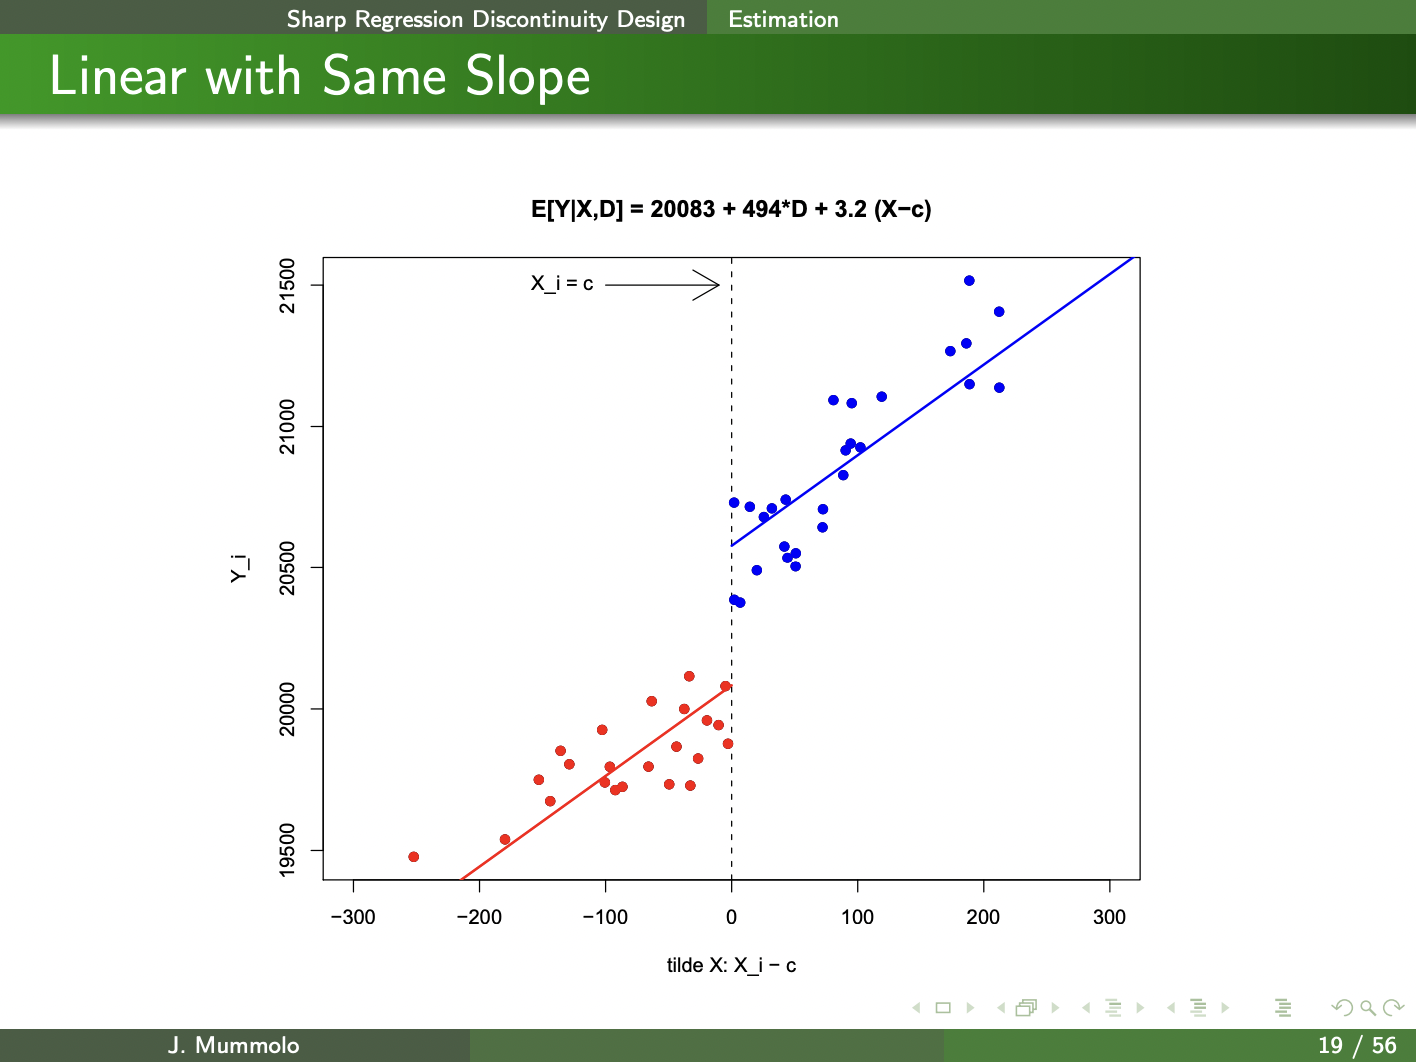 Sharp Regression Discontinuity Design Estimation
Linear with Same Slope
E[Y|X,D] = 20083 + 494*D + 3.2 (X−c)
X_i = c
21500
21000
20500
20000
19500
Y_i
−300 −200 −100 0 100 200 300
tilde X: X_i − c
J. Mummolo 19 / 56